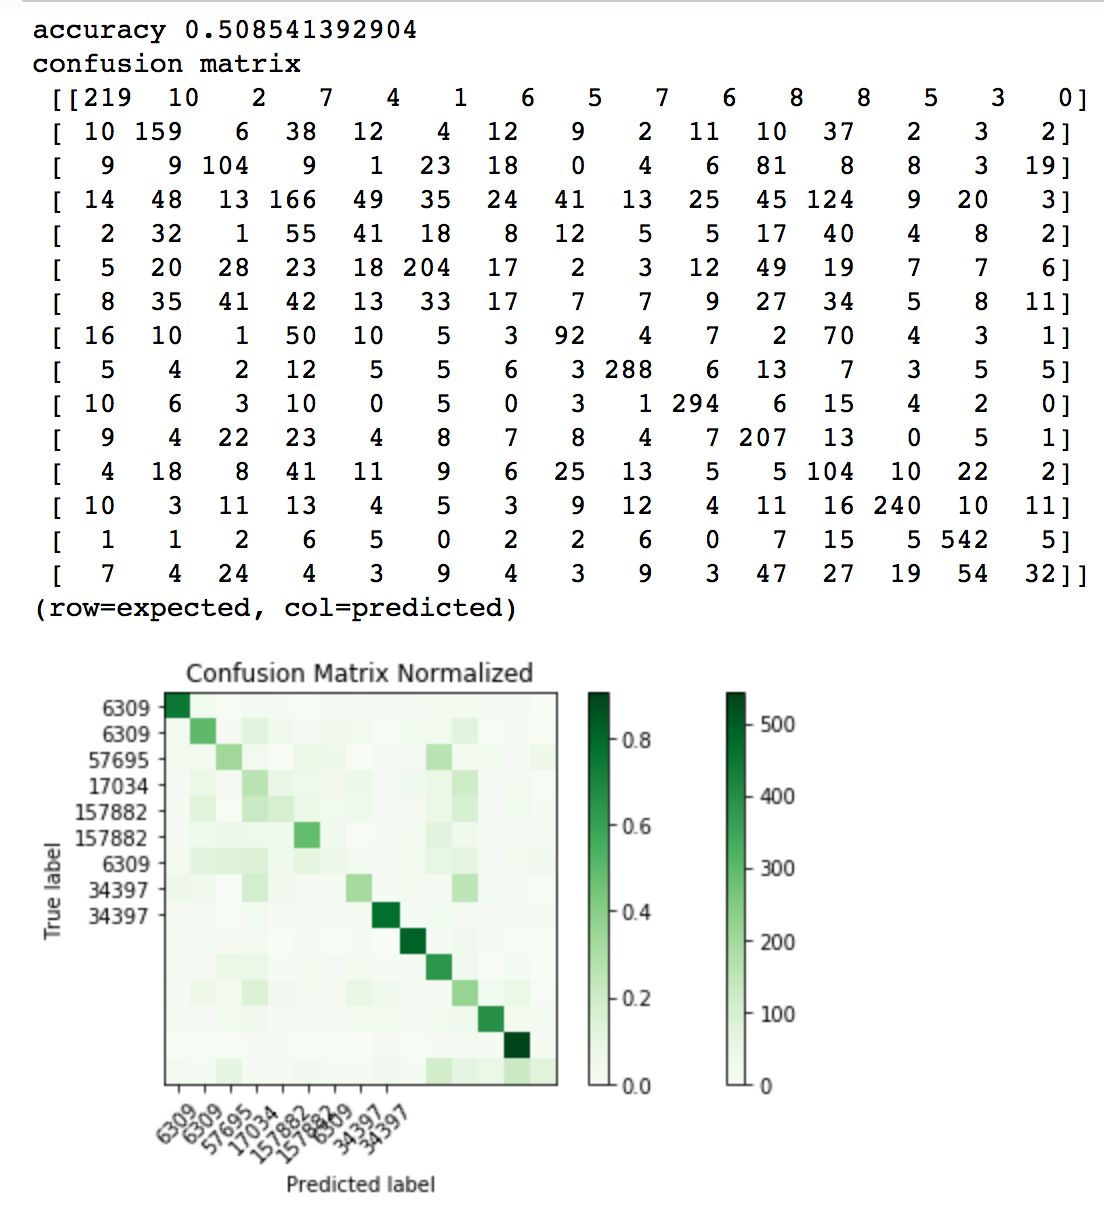 accuracy 0.508541392904
confusion matrix
[[219 10 2 7 4 1 6 5 7 6 8 8 5 3 0]
[ 10 159 6 38 12 4 12 9 2 11 10 37 2 3 2]
[ 9 9 104 9 1 23 18 0 4 6 81 8 8 3 19]
[ 14 48 13 166 49 35 24 41 13 25 45 124 9 20 3]
[ 2 32 1 55 41 18 8 12 5 5 17 40 4 8 2]
[ 5 20 28 23 18 204 17 2 3 12 49 19 7 7 6]
[ 8 35 41 42 13 33 17 7 7 9 27 34 5 8 11]
[ 16 10 1 50 10 5 3 92 4 7 2 70 4 3 1]
[ 5 4 2 12 5 5 6 3 288 6 13 7 3 5 5]
[ 10 6 3 10 0 5 0 3 1 294 6 15 4 2 0]
[ 9 4 22 23 4 8 7 8 4 7 207 13 0 5 1]
[ 4 18 8 41 11 9 6 25 13 5 5 104 10 22 2]
[ 10 3 11 13 4 5 3 9 12 4 11 16 240 10 11]
[ 1 1 2 6 5 0 2 2 6 0 7 15 5 542 5]
[ 7 4 24 4 3 9 4 3 9 3 47 27 19 54 32]]
(row=expected, col=predicted)
Confusion Matrix Normalized
True label
6309
6309
57695
17034
157882
157882
6309
34397
34397
6309
6309
57695
17034
157882
157882
6309
34397
34397
Predicted label
0.8
0.6
0.4
0.2
0.0
500
400
300
200
100
0